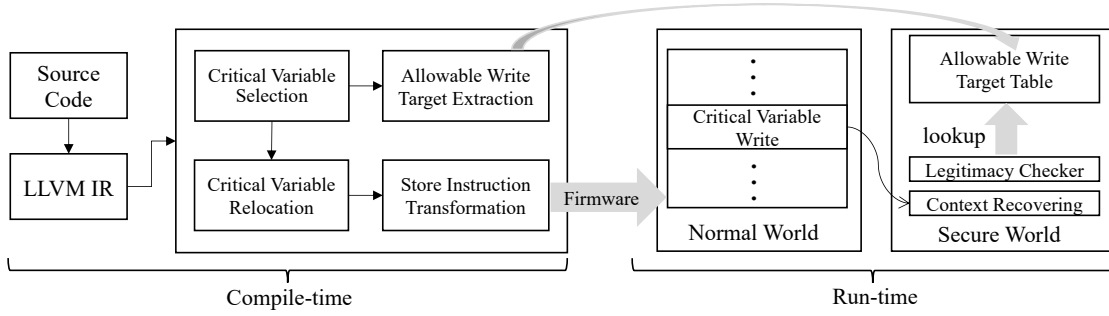 Source
Code
LLVM IR
Critical Variable
Selection
Allowable Write
Target Extraction
Critical Variable
Relocation
Store Instruction
Transformation
Compile-time
Firmware
Critical Variable
Write
Normal World
Allowable Write
Target Table
lookup
Legitimacy Checker
Context Recovering
Secure World
Run-time